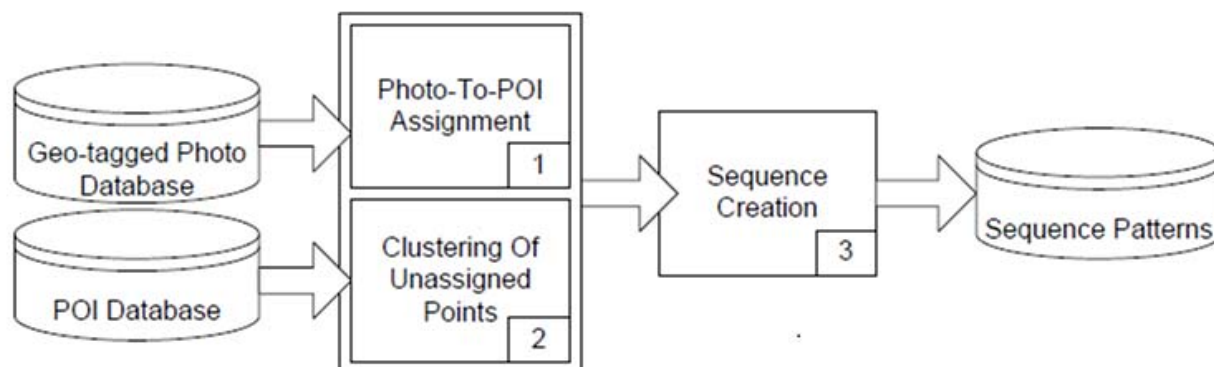 Geo-tagged Photo
Database
POI Database
Photo-To-POI
Assignment
1
Clustering Of
Unassigned
Points
2
Sequence
Creation
3
Sequence Patterns